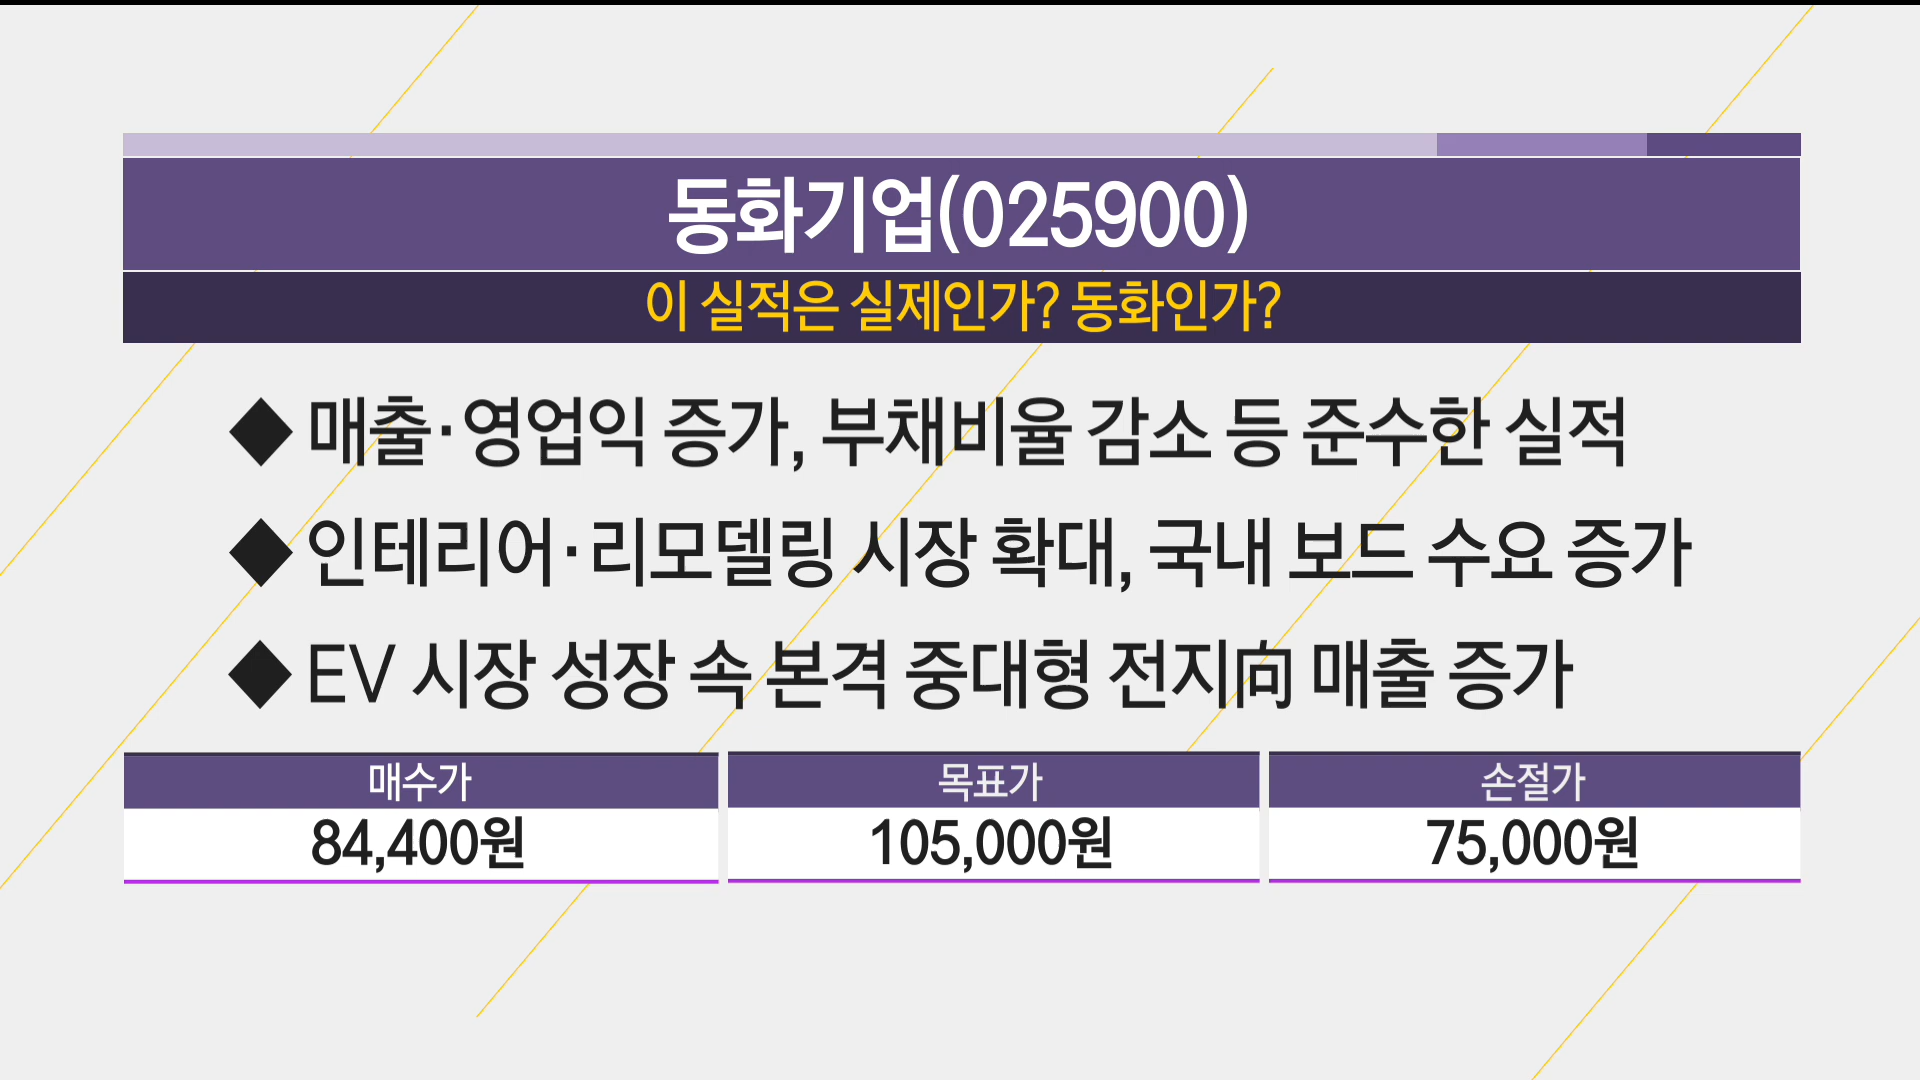 동화기업(025900)
이 실적은 실제인가? 동화인가?
◆ 매출·영업익 증가, 부채비율 감소 등 준수한 실적
◆ 인테리어·리모델링 시장 확대, 국내 보드 수요 증가
◆ EV 시장 성장 속 본격 중대형 전지向 매출 증가
매수가 목표가 손절가
84,400원 105,000원 75,000원